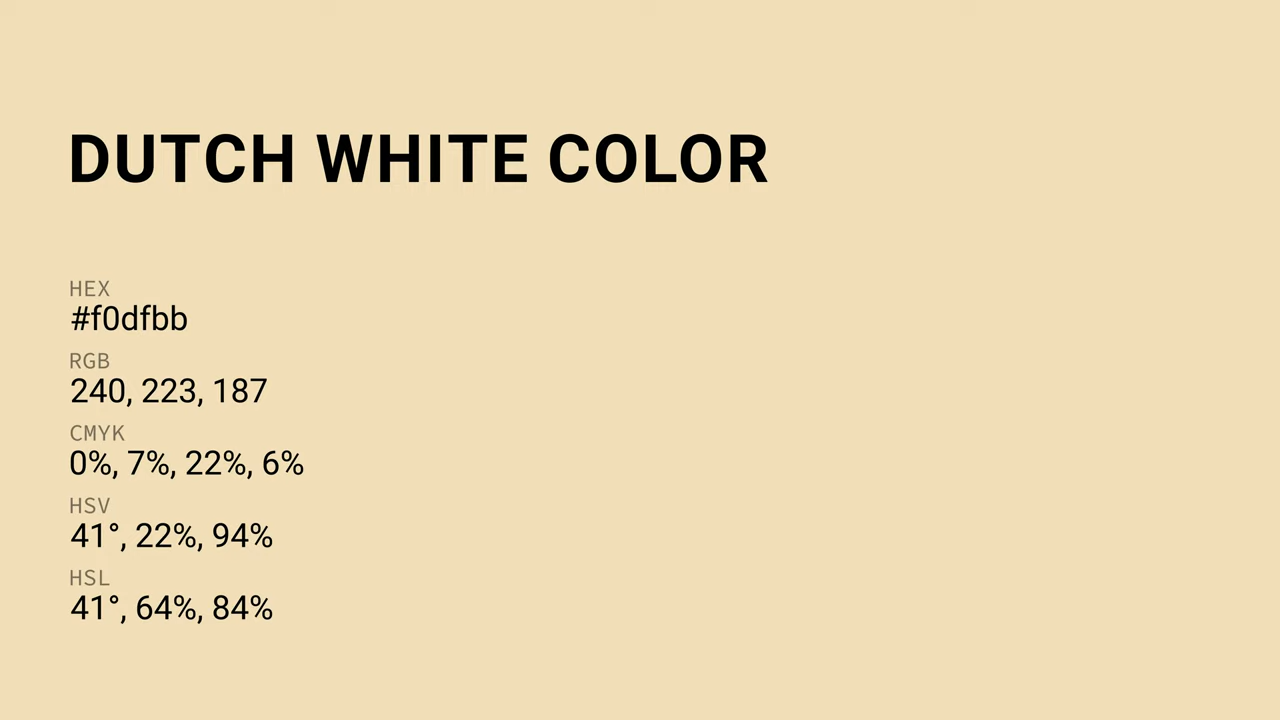 DUTCH WHITE COLOR
HEX
#f0dfbb
RGB
240, 223, 187
CMYK
0%, 7%, 22%, 6%
HSV
41°, 22%, 94%
HSL
41°, 64%, 84%